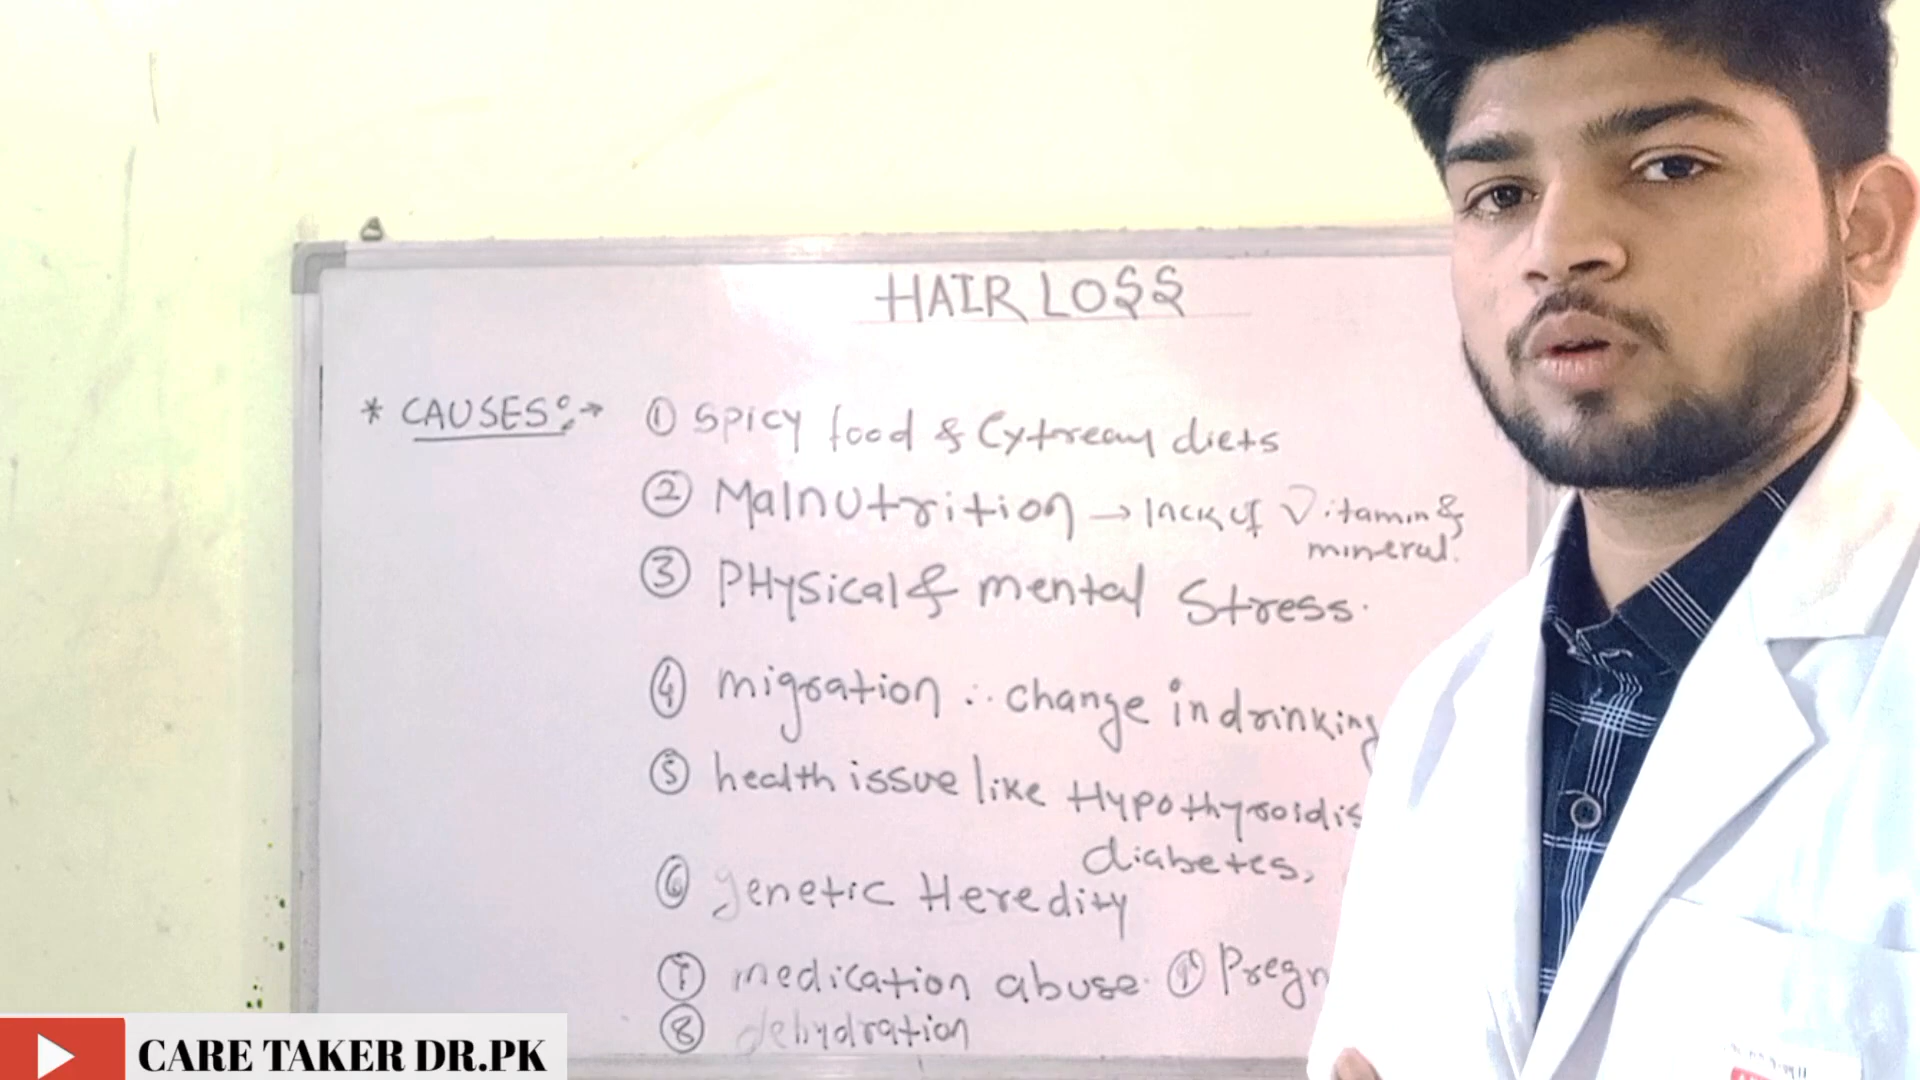 HAIR LOSS
* CAUSES:→ ① Spicy food & Extream diets
② Malnutrition → lack of Vitamin &
mineral.
③ PHysical & mental Stress.
④ migration ∴ change in drinking
⑤ health issue like Hypothyroidis
diabetes,
⑥ genetic Heredity
⑦ medication abuse. ⑨ Pregn
⑧ dehydration
CARE TAKER DR.PK